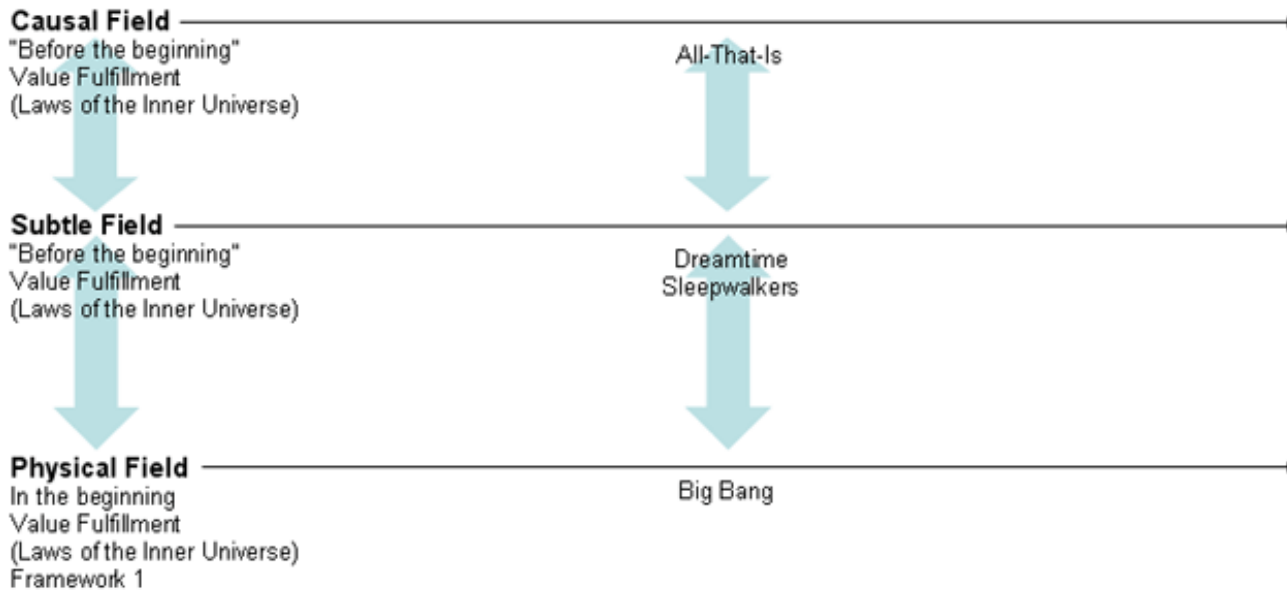 Causal Field
"Before the beginning"
Value Fulfillment
(Laws of the Inner Universe)
All-That-Is
Subtle Field
"Before the beginning"
Value Fulfillment
(Laws of the Inner Universe)
Dreamtime
Sleepwalkers
Physical Field
In the beginning
Value Fulfillment
(Laws of the Inner Universe)
Framework 1
Big Bang